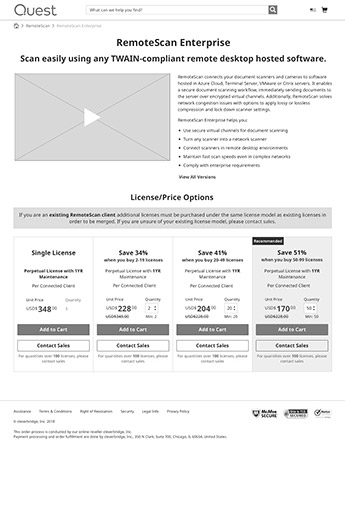 Quest
What can we help you find?
RemoteScan > RemoteScan Enterprise
RemoteScan Enterprise
Scan easily using any TWAIN-compliant remote desktop hosted software.
RemoteScan connects your document scanners and cameras to software
hosted in Azure Cloud, Terminal Server, VMware or Citrix servers. It enables
a secure document scanning workflow, immediately sending documents to
the server over encrypted virtual channels. Additionally, RemoteScan solves
network congestion issues with options to apply lossy or lossless
compression and lock down scanner settings.
RemoteScan Enterprise helps you:
• Use secure virtual channels for document scanning
• Turn any scanner into a network scanner
• Connect scanners in remote desktop environments
• Maintain fast scan speeds even in complex networks
• Comply with enterprise requirements
View All Versions
License/Price Options
If you are an existing RemoteScan client additional licenses must be purchased under the same license model as existing licenses in
order to be merged. If you are unsure of your existing license model, please contact sales.
Single License
Perpetual License with 1YR
Maintenance
Per Connected Client
Unit Price Quantity
USD$348.00 1
Add to Cart
Contact Sales
For quantities over 100 licenses, please
contact sales.
Save 34%
when you buy 2-19 licenses
Perpetual License with 1YR
Maintenance
Per Connected Client
Unit Price Quantity
USD$228.00 2
USD$348.00 Min: 2
Add to Cart
Contact Sales
For quantities over 100 licenses, please
contact sales.
Save 41%
when you buy 20-49 licenses
Perpetual License with 1YR
Maintenance
Per Connected Client
Unit Price Quantity
USD$204.00 20
USD$228.00 Min: 20
Add to Cart
Contact Sales
For quantities over 100 licenses, please
contact sales.
Recommended
Save 51%
when you buy 50-99 licenses
Perpetual License with 1YR
Maintenance
Per Connected Client
Unit Price Quantity
USD$170.00 50
USD$228.00 Min: 50
Add to Cart
Contact Sales
For quantities over 100 licenses, please
contact sales.
Assistance Terms & Conditions Right of Revocation Security Legal Info Privacy Policy
© cleverbridge, Inc. 2018
This order process is conducted by our online reseller cleverbridge, Inc.
Payment processing and order fulfillment are done by cleverbridge, Inc., 350 N Clark, Suite 700, Chicago, IL 60654, United States.
McAfee
SECURE